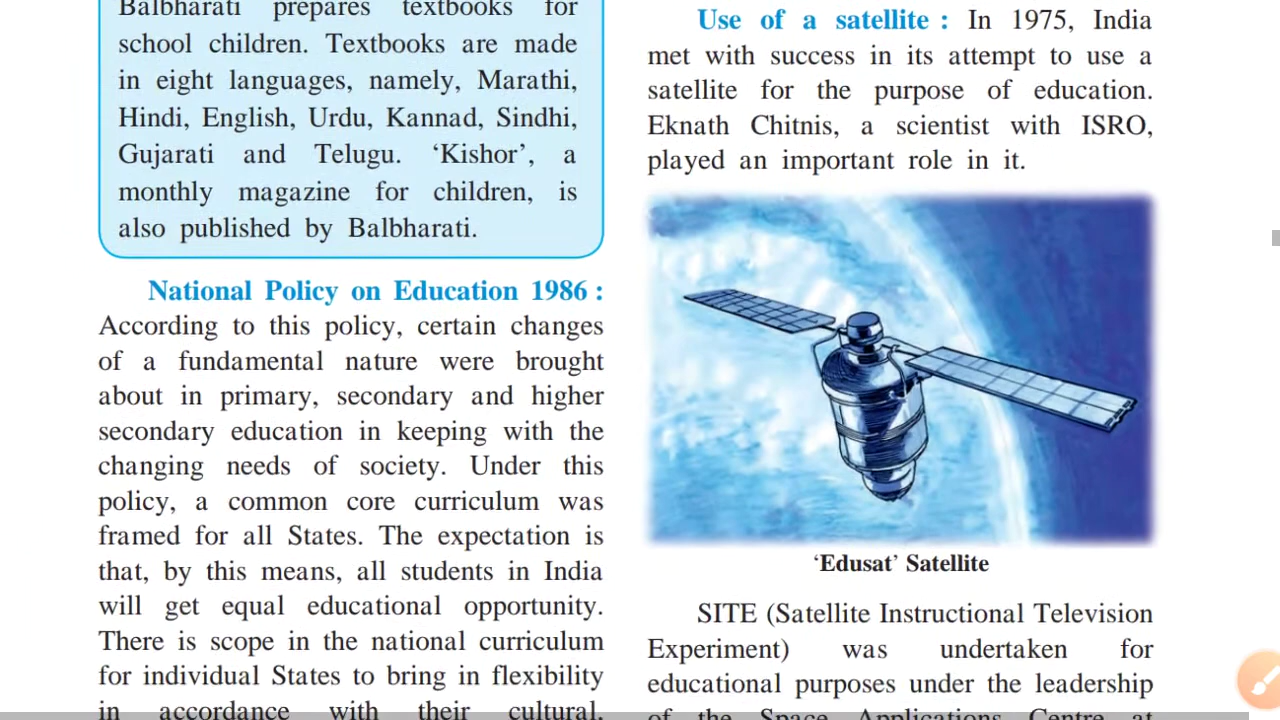 Balbharati prepares textbooks for
school children. Textbooks are made
in eight languages, namely, Marathi,
Hindi, English, Urdu, Kannad, Sindhi,
Gujarati and Telugu. ‘Kishor’, a
monthly magazine for children, is
also published by Balbharati.
National Policy on Education 1986 :
According to this policy, certain changes
of a fundamental nature were brought
about in primary, secondary and higher
secondary education in keeping with the
changing needs of society. Under this
policy, a common core curriculum was
framed for all States. The expectation is
that, by this means, all students in India
will get equal educational opportunity.
There is scope in the national curriculum
for individual States to bring in flexibility
in accordance with their cultural,
Use of a satellite : In 1975, India
met with success in its attempt to use a
satellite for the purpose of education.
Eknath Chitnis, a scientist with ISRO,
played an important role in it.
‘Edusat’ Satellite
SITE (Satellite Instructional Television
Experiment) was undertaken for
educational purposes under the leadership
of the Space Applications Centre at